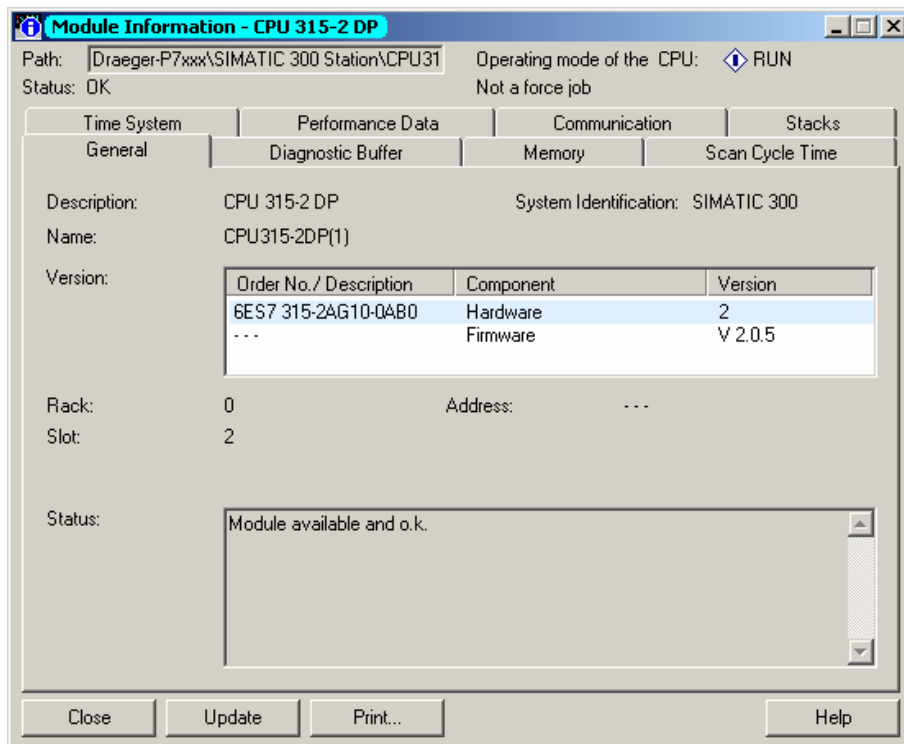 Module Information - CPU 315-2 DP
Path: Draeger-P7xxx\SIMATIC 300 Station\CPU31 Operating mode of the CPU: RUN
Status: OK Not a force job
Time System Performance Data Communication Stacks
General Diagnostic Buffer Memory Scan Cycle Time
Description: CPU 315-2 DP System Identification: SIMATIC 300
Name: CPU315-2DP(1)
Version: Order No./ Description Component Version
6ES7 315-2AG10-0AB0 Hardware 2
- - - Firmware V 2.0.5
Rack: 0 Address: - - -
Slot: 2
Status: Module available and o.k.
Close Update Print... Help